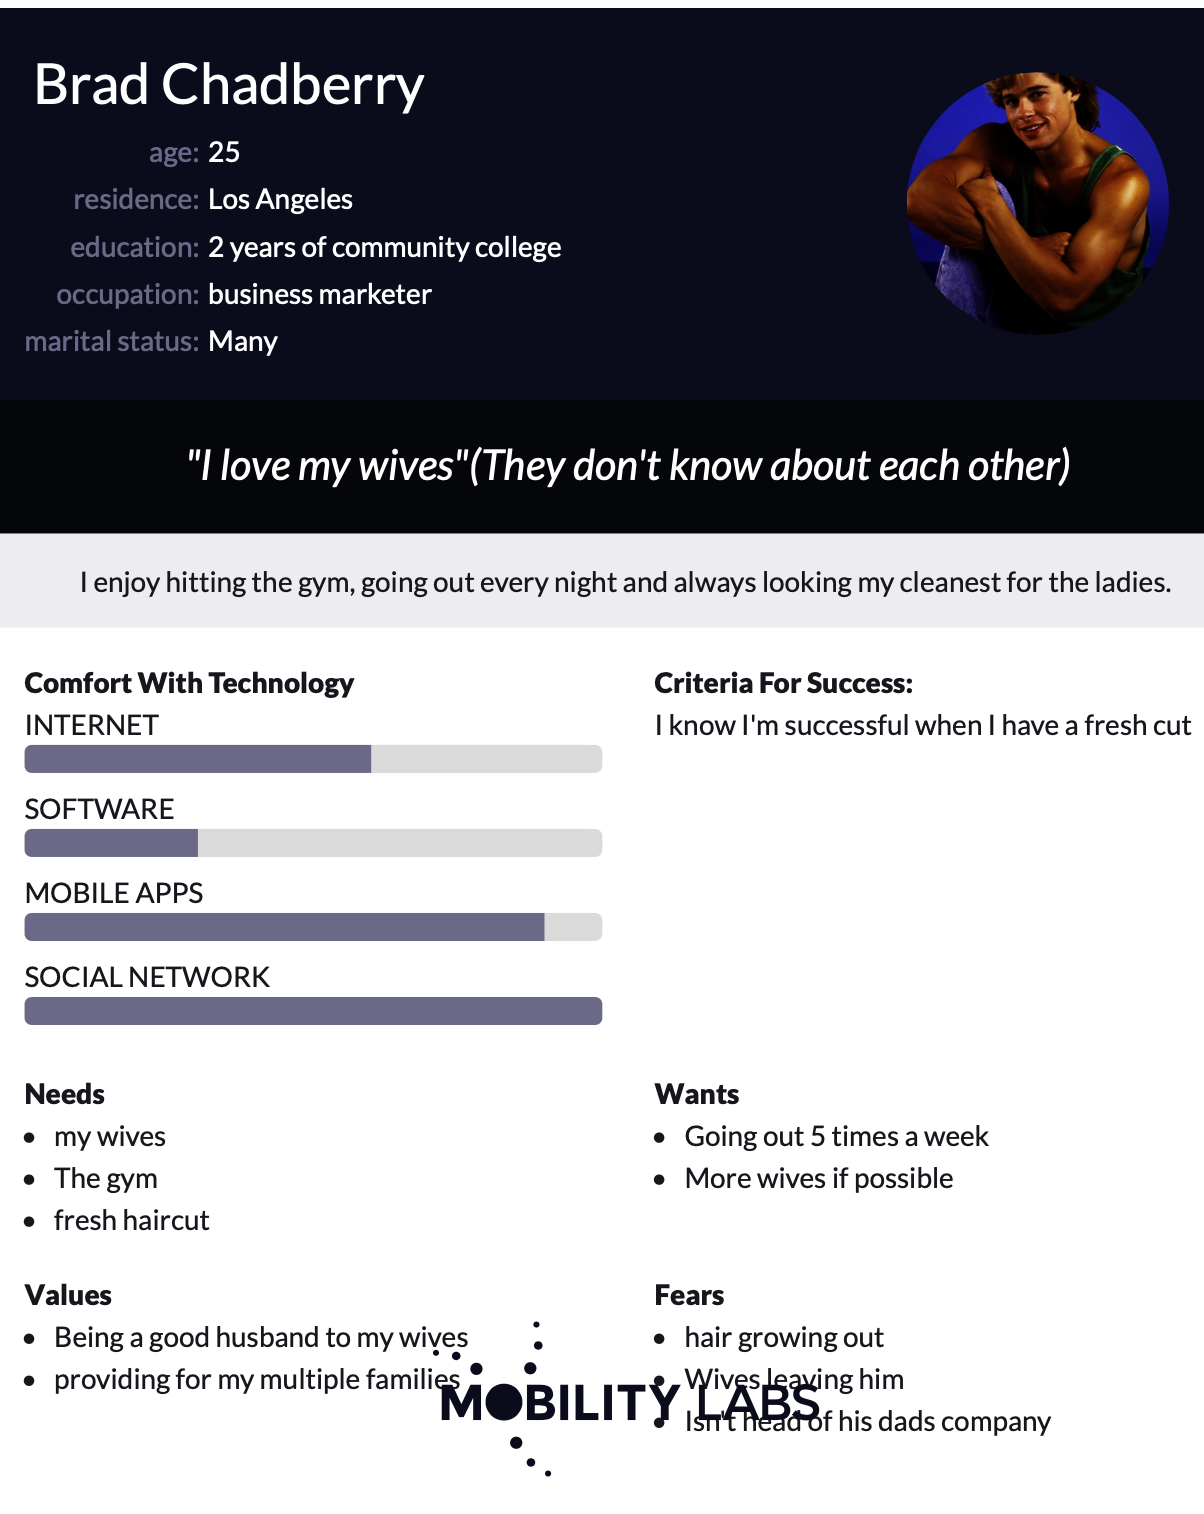 Brad Chadberry
age: 25
residence: Los Angeles
education: 2 years of community college
occupation: business marketer
marital status: Many
"I love my wives"(They don't know about each other)
I enjoy hitting the gym, going out every night and always looking my cleanest for the ladies.
Comfort With Technology
INTERNET
SOFTWARE
MOBILE APPS
SOCIAL NETWORK
Criteria For Success:
I know I'm successful when I have a fresh cut
Needs
• my wives
• The gym
• fresh haircut
Wants
• Going out 5 times a week
• More wives if possible
Values
• Being a good husband to my wives
• providing for my multiple families
Fears
• hair growing out
• Wives leaving him
• Isn't head of his dads company
MOBILITY LABS